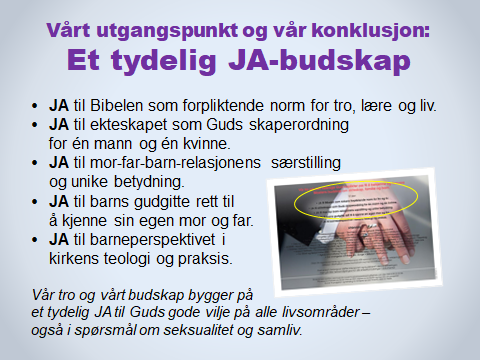 Vårt utgangspunkt og vår konklusjon:
Et tydelig JA-budskap
• JA til Bibelen som forpliktende norm for tro, lære og liv.
• JA til ekteskapet som Guds skaperordning
for én mann og én kvinne.
• JA til mor-far-barn-relasjonens særstilling
og unike betydning.
• JA til barns gudgitte rett til
å kjenne sin egen mor og far.
• JA til barneperspektivet i
kirkens teologi og praksis.
Vår tro og vårt budskap bygger på
et tydelig JA til Guds gode vilje på alle livsområder –
også i spørsmål om seksualitet og samliv.